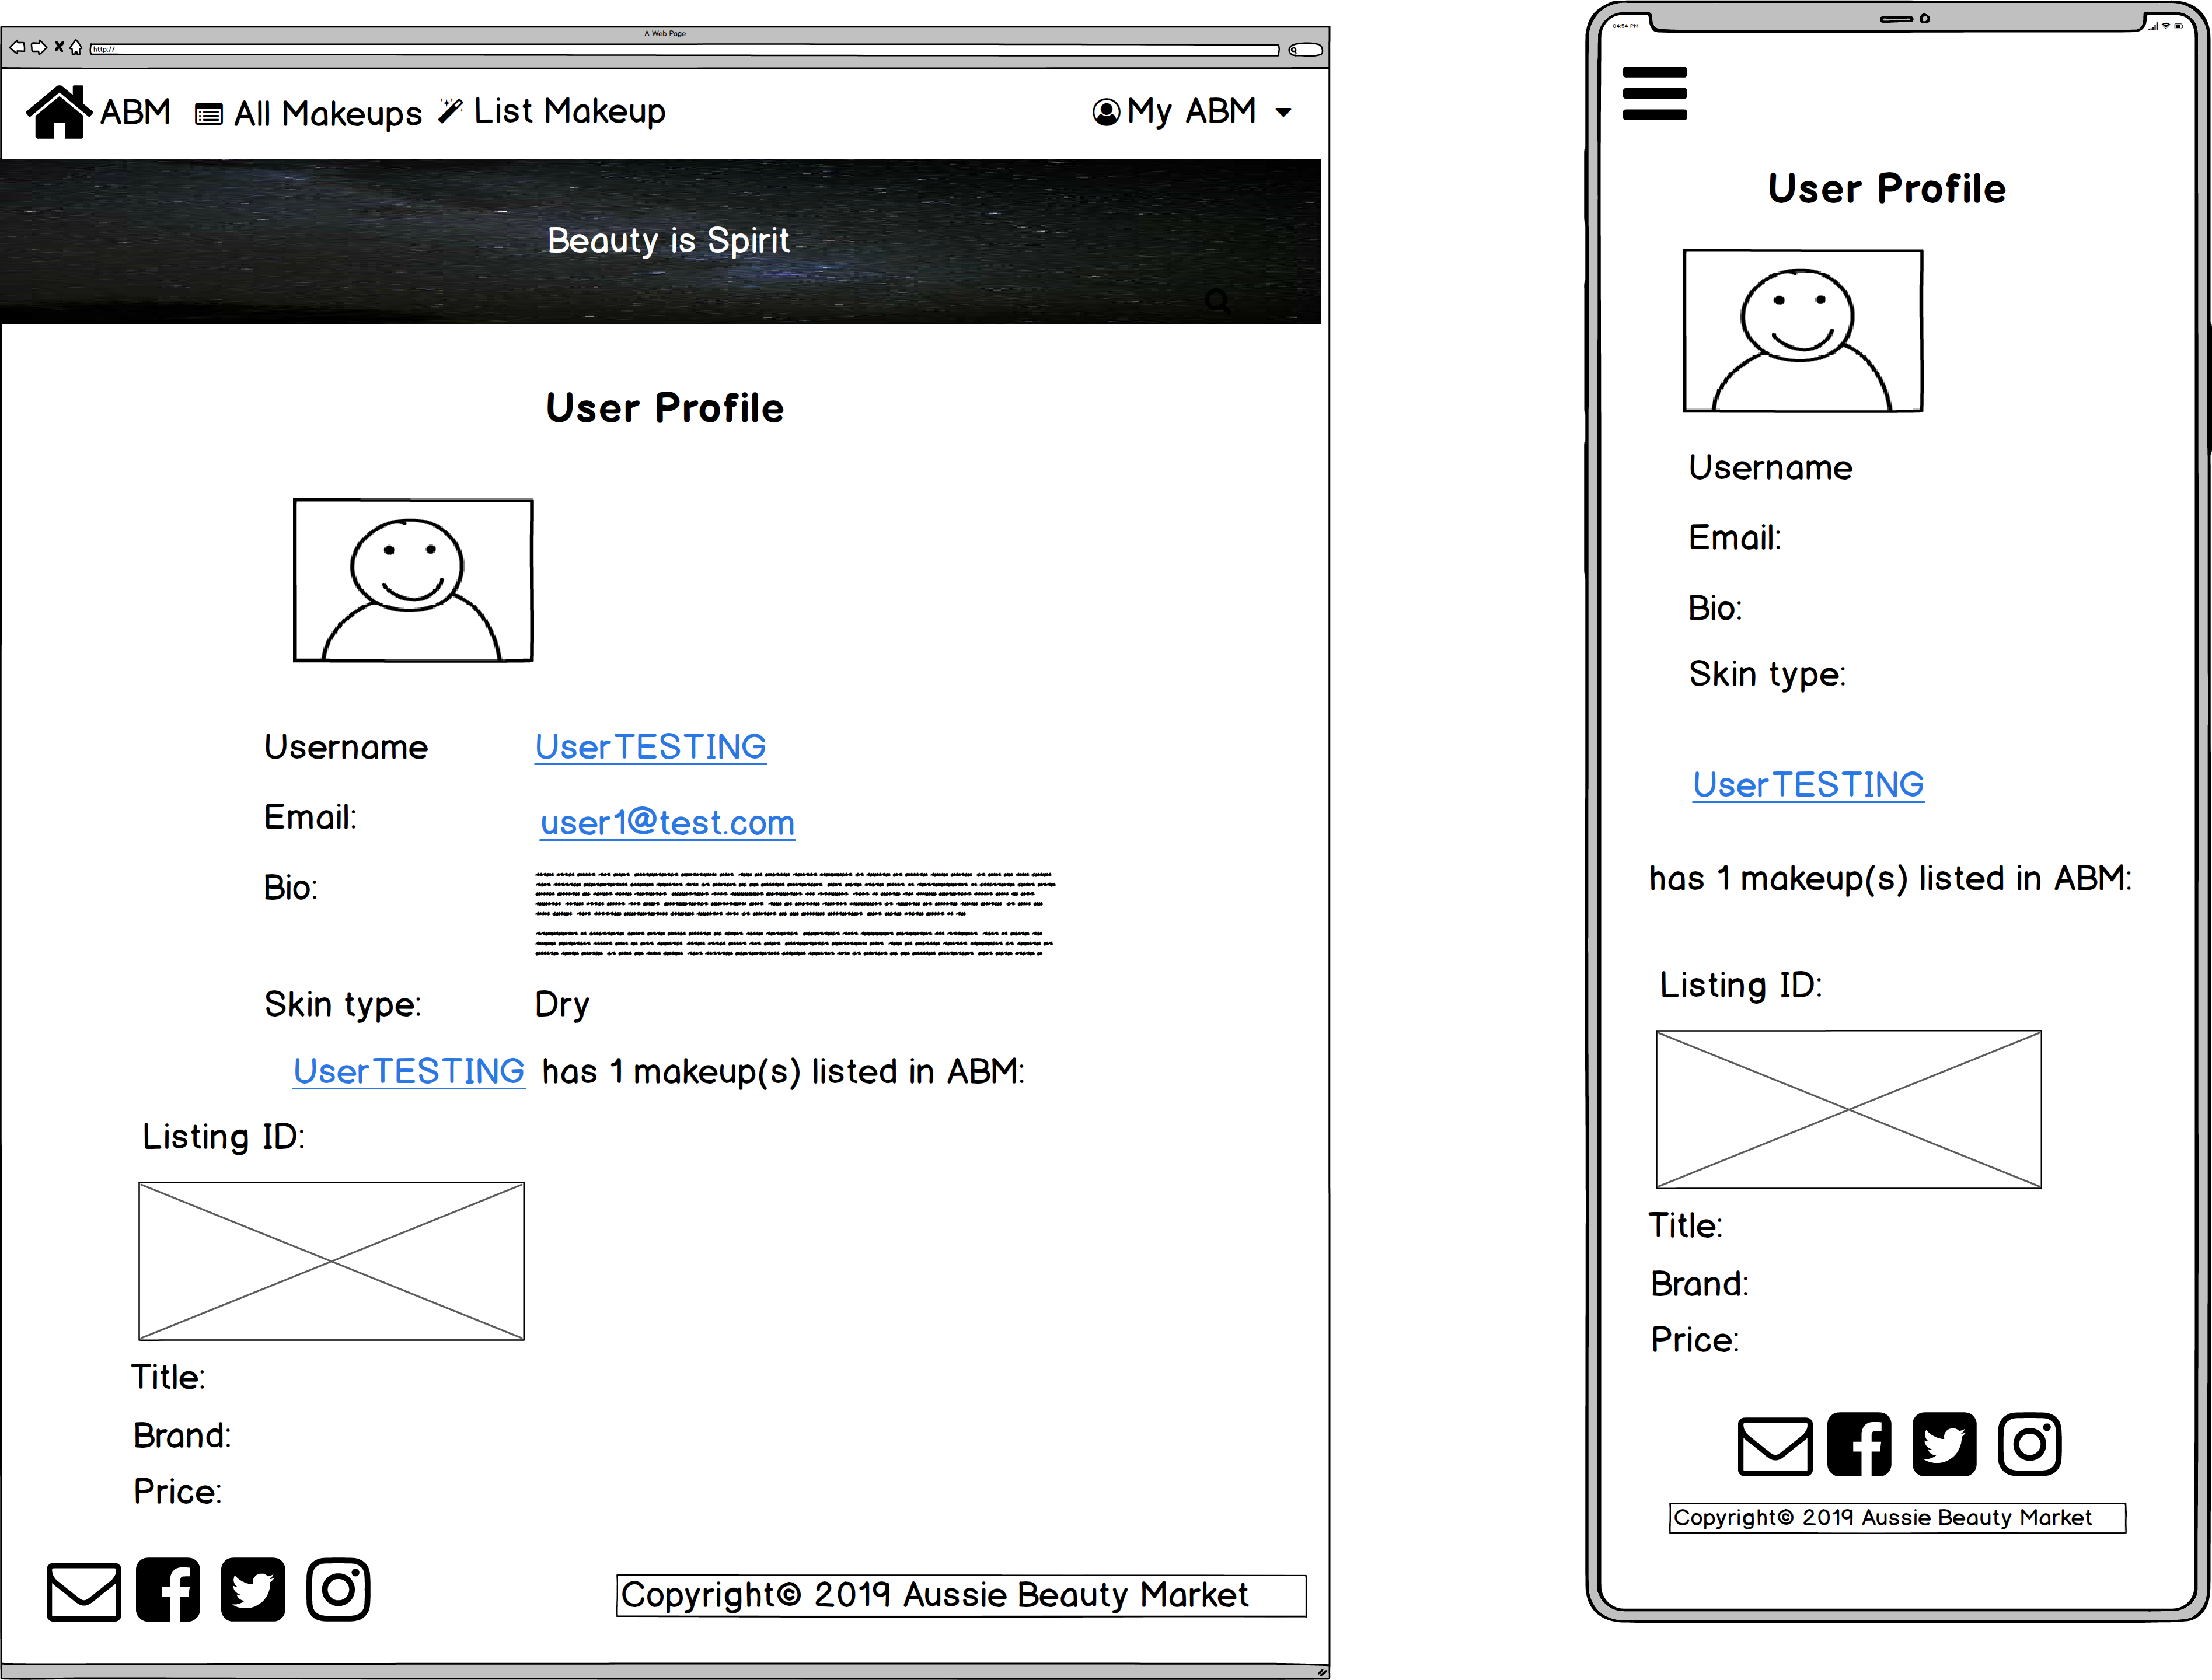 A Web Page
http://
ABM All Makeups List Makeup My ABM
Beauty is Spirit
User Profile
Username UserTESTING
Email: user1@test.com
Bio:
Skin type: Dry
UserTESTING has 1 makeup(s) listed in ABM:
Listing ID:
Title:
Brand:
Price:
Copyright© 2019 Aussie Beauty Market
04:54 PM
User Profile
Username
Email:
Bio:
Skin type:
UserTESTING
has 1 makeup(s) listed in ABM:
Listing ID:
Title:
Brand:
Price:
Copyright© 2019 Aussie Beauty Market